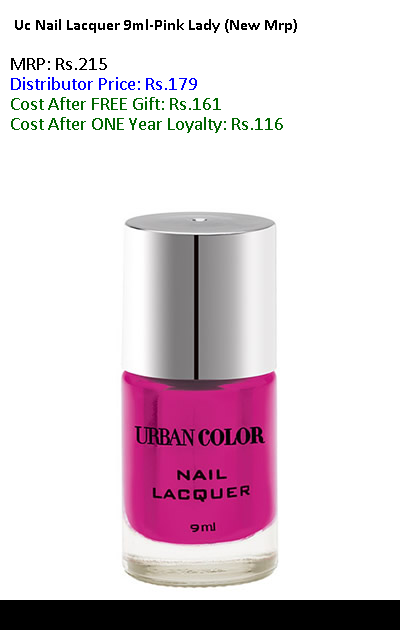 Uc Nail Lacquer 9ml-Pink Lady (New Mrp)
MRP: Rs.215
Distributor Price: Rs.179
Cost After FREE Gift: Rs.161
Cost After ONE Year Loyalty: Rs.116
URBAN COLOR
NAIL
LACQUER
9ml